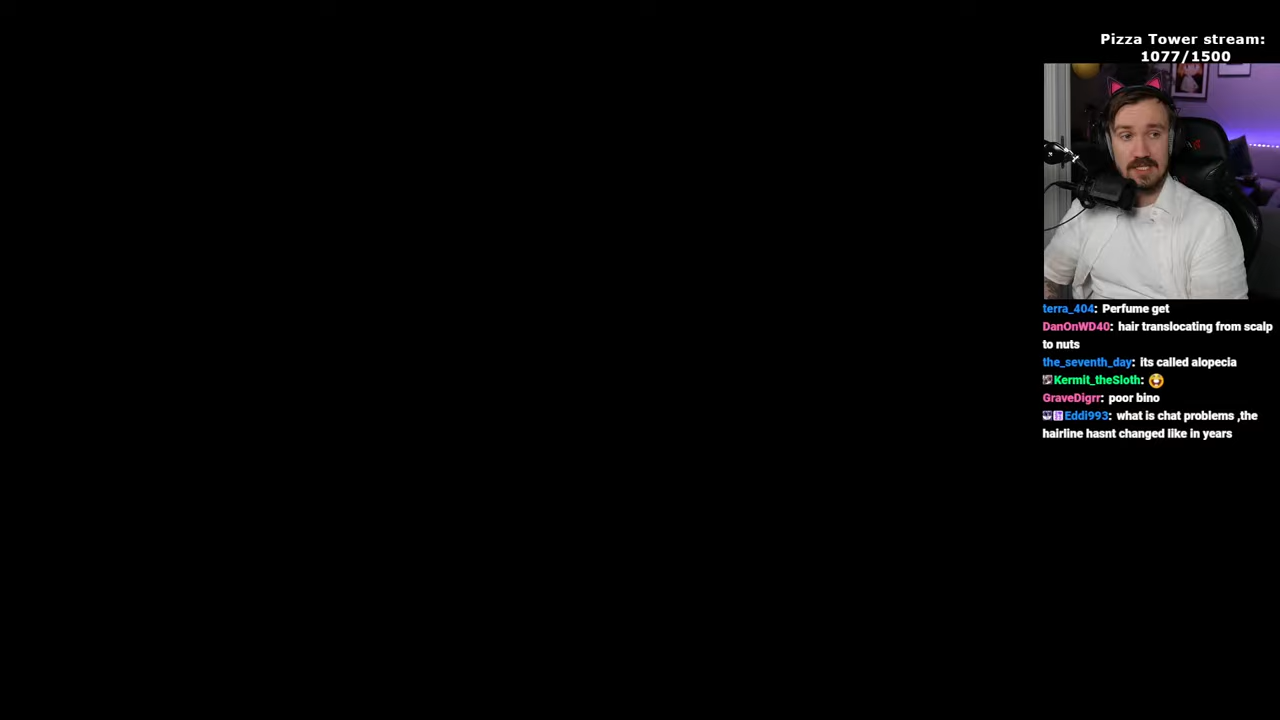 Pizza Tower stream:
1077/1500
terra_404: Perfume get
DanOnWD40: hair translocating from scalp
to nuts
the_seventh_day: its called alopecia
Kermit_theSloth:
GraveDigrr: poor bino
Eddi993: what is chat problems ,the
hairline hasnt changed like in years